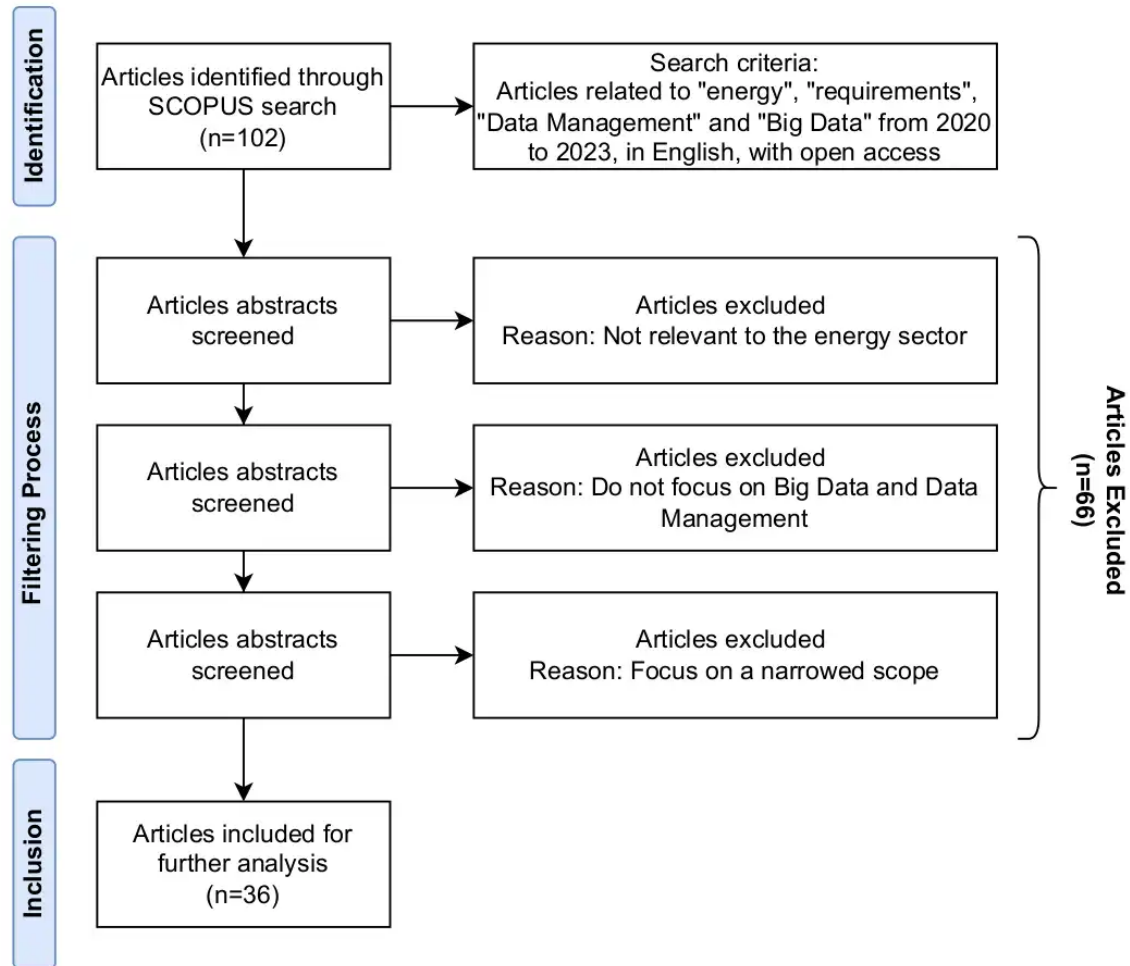 Identification
Articles identified through
SCOPUS search
(n=102)
Search criteria:
Articles related to "energy", "requirements",
"Data Management" and "Big Data" from 2020
to 2023, in English, with open access
Filtering Process
Articles abstracts
screened
Articles excluded
Reason: Not relevant to the energy sector
Articles abstracts
screened
Articles excluded
Reason: Do not focus on Big Data and Data
Management
Articles abstracts
screened
Articles excluded
Reason: Focus on a narrowed scope
Articles Excluded
(n=66)
Inclusion
Articles included for
further analysis
(n=36)